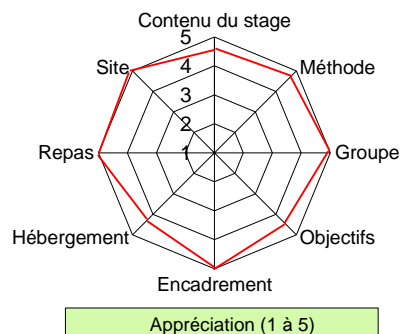 Contenu du stage
5
Site
4
Méthode
3
2
Repas
1
Groupe
Hébergement
Objectifs
Encadrement
Appréciation (1 à 5)